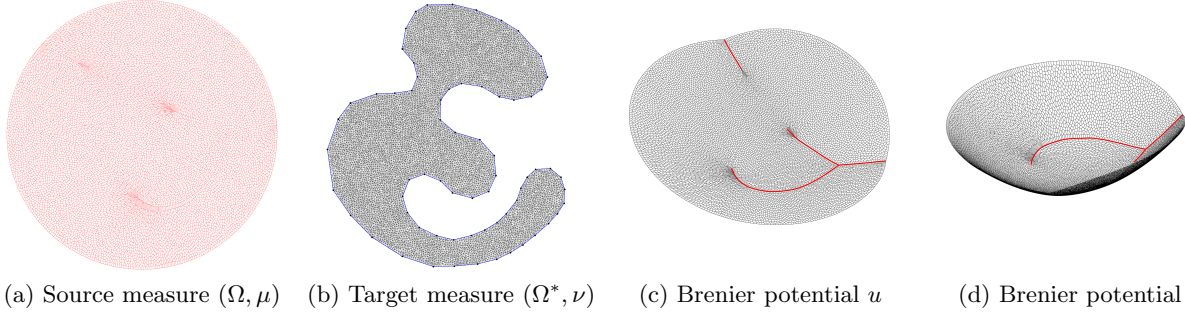 (a) Source measure (Ω, μ)
(b) Target measure (Ω*, ν)
(c) Brenier potential u
(d) Brenier potential